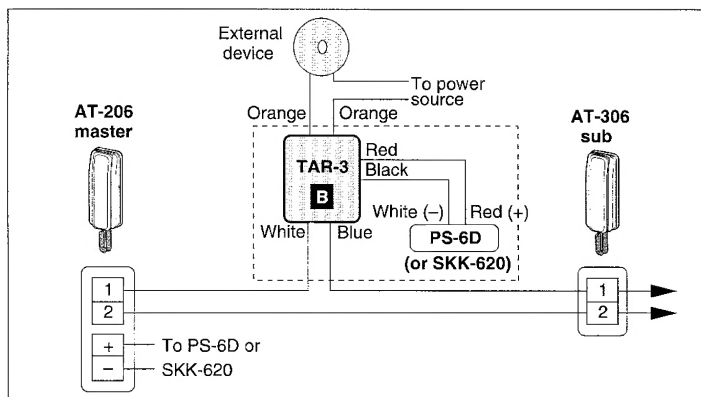 External
device
To power
source
Orange
Orange
AT-206
master
AT-306
sub
TAR-3
B
Red
Black
White (–)
Red (+)
PS-6D
(or SKK-620)
White
Blue
1
2
+
To PS-6D or
–
SKK-620
1
2